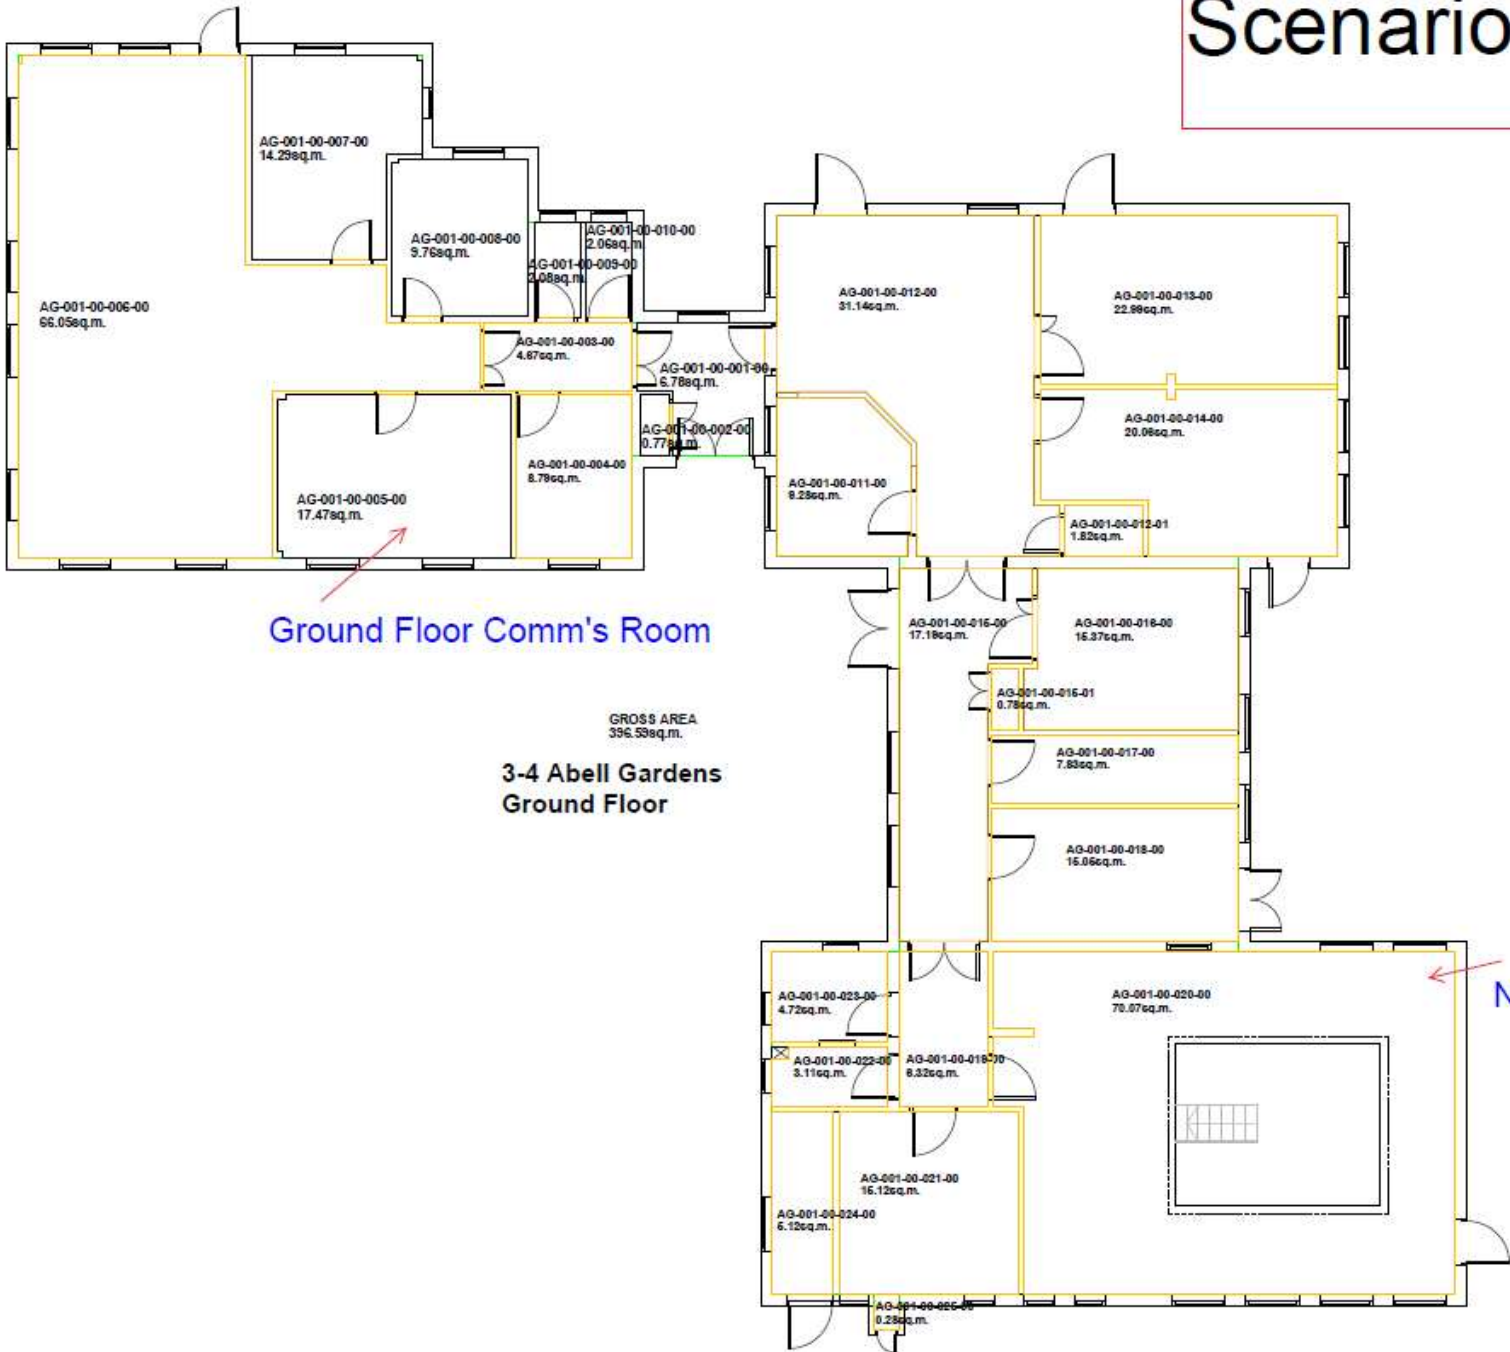 Scenario
AG-001-00-007-00
14.29sq.m.
AG-001-00-008-00
9.76sq.m.
AG-001-00-010-00
2.06sq.m.
AG-001-00-009-00
2.08sq.m.
AG-001-00-006-00
66.05sq.m.
AG-001-00-003-00
4.67sq.m.
AG-001-00-001-00
6.78sq.m.
AG-001-00-002-00
0.77sq.m.
AG-001-00-004-00
8.79sq.m.
AG-001-00-005-00
17.47sq.m.
AG-001-00-012-00
31.14sq.m.
AG-001-00-013-00
22.99sq.m.
AG-001-00-014-00
20.06sq.m.
AG-001-00-011-00
9.28sq.m.
AG-001-00-012-01
1.82sq.m.
Ground Floor Comm's Room
AG-001-00-015-00
17.19sq.m.
AG-001-00-016-00
15.37sq.m.
AG-001-00-015-01
0.78sq.m.
GROSS AREA
396.59sq.m.
3-4 Abell Gardens
Ground Floor
AG-001-00-017-00
7.83sq.m.
AG-001-00-018-00
15.05sq.m.
AG-001-00-023-00
4.72sq.m.
AG-001-00-020-00
70.07sq.m.
N
AG-001-00-022-00
3.11sq.m.
AG-001-00-019-00
6.32sq.m.
AG-001-00-021-00
15.12sq.m.
AG-001-00-024-00
5.12sq.m.
AG-001-00-025-00
0.28sq.m.